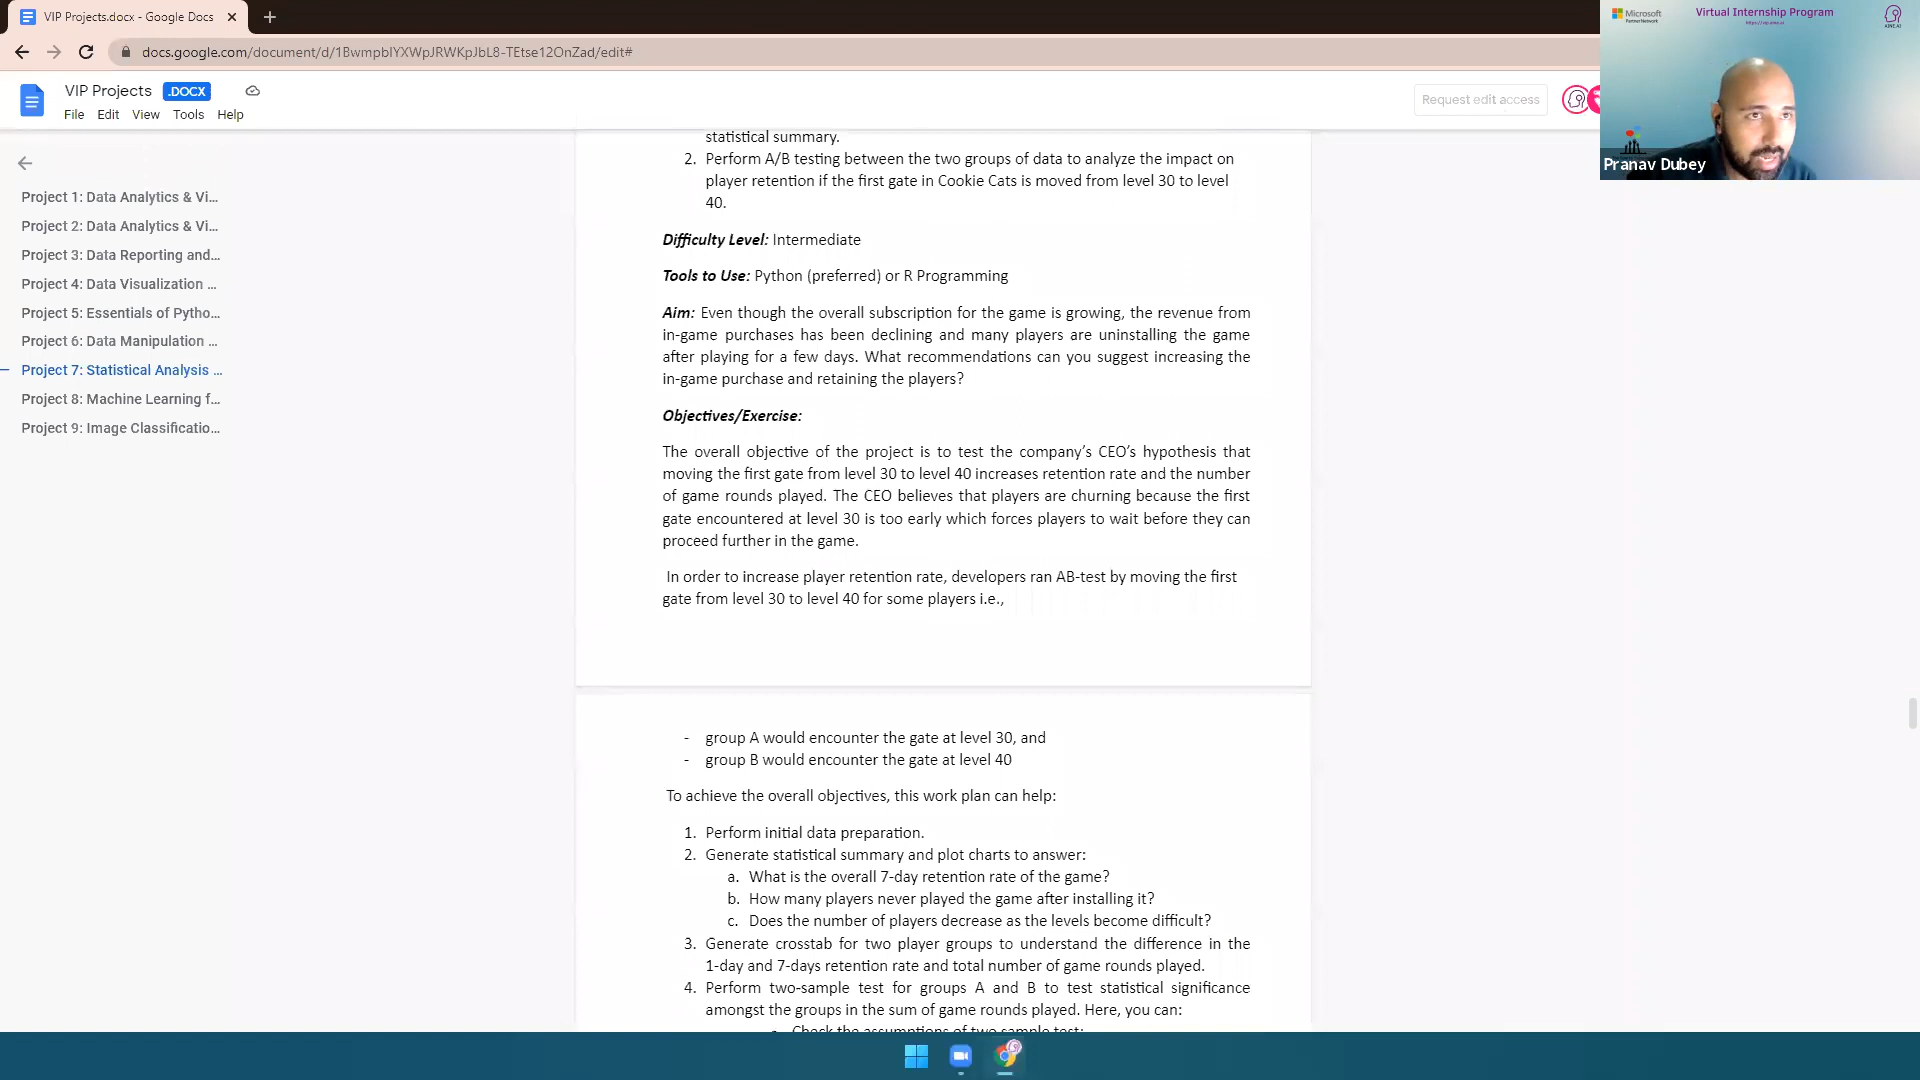 VIP Projects.docx - Google Docs
docs.google.com/document/d/1BwmpbIYXWpJRWKpJbL8-TEtse12OnZad/edit#
VIP Projects .DOCX
File Edit View Tools Help
Request edit access
Microsoft
Partner Network
Virtual Internship Program
https://vip.aine.ai
AINE.AI
Pranav Dubey
Project 1: Data Analytics & Vi...
Project 2: Data Analytics & Vi...
Project 3: Data Reporting and...
Project 4: Data Visualization ...
Project 5: Essentials of Pytho...
Project 6: Data Manipulation ...
Project 7: Statistical Analysis ...
Project 8: Machine Learning f...
Project 9: Image Classificatio...
statistical summary.
2. Perform A/B testing between the two groups of data to analyze the impact on
player retention if the first gate in Cookie Cats is moved from level 30 to level
40.
Difficulty Level: Intermediate
Tools to Use: Python (preferred) or R Programming
Aim: Even though the overall subscription for the game is growing, the revenue from
in-game purchases has been declining and many players are uninstalling the game
after playing for a few days. What recommendations can you suggest increasing the
in-game purchase and retaining the players?
Objectives/Exercise:
The overall objective of the project is to test the company’s CEO’s hypothesis that
moving the first gate from level 30 to level 40 increases retention rate and the number
of game rounds played. The CEO believes that players are churning because the first
gate encountered at level 30 is too early which forces players to wait before they can
proceed further in the game.
In order to increase player retention rate, developers ran AB-test by moving the first
gate from level 30 to level 40 for some players i.e.,
- group A would encounter the gate at level 30, and
- group B would encounter the gate at level 40
To achieve the overall objectives, this work plan can help:
1. Perform initial data preparation.
2. Generate statistical summary and plot charts to answer:
a. What is the overall 7-day retention rate of the game?
b. How many players never played the game after installing it?
c. Does the number of players decrease as the levels become difficult?
3. Generate crosstab for two player groups to understand the difference in the
1-day and 7-days retention rate and total number of game rounds played.
4. Perform two-sample test for groups A and B to test statistical significance
amongst the groups in the sum of game rounds played. Here, you can:
- Check the assumptions of two sample test: